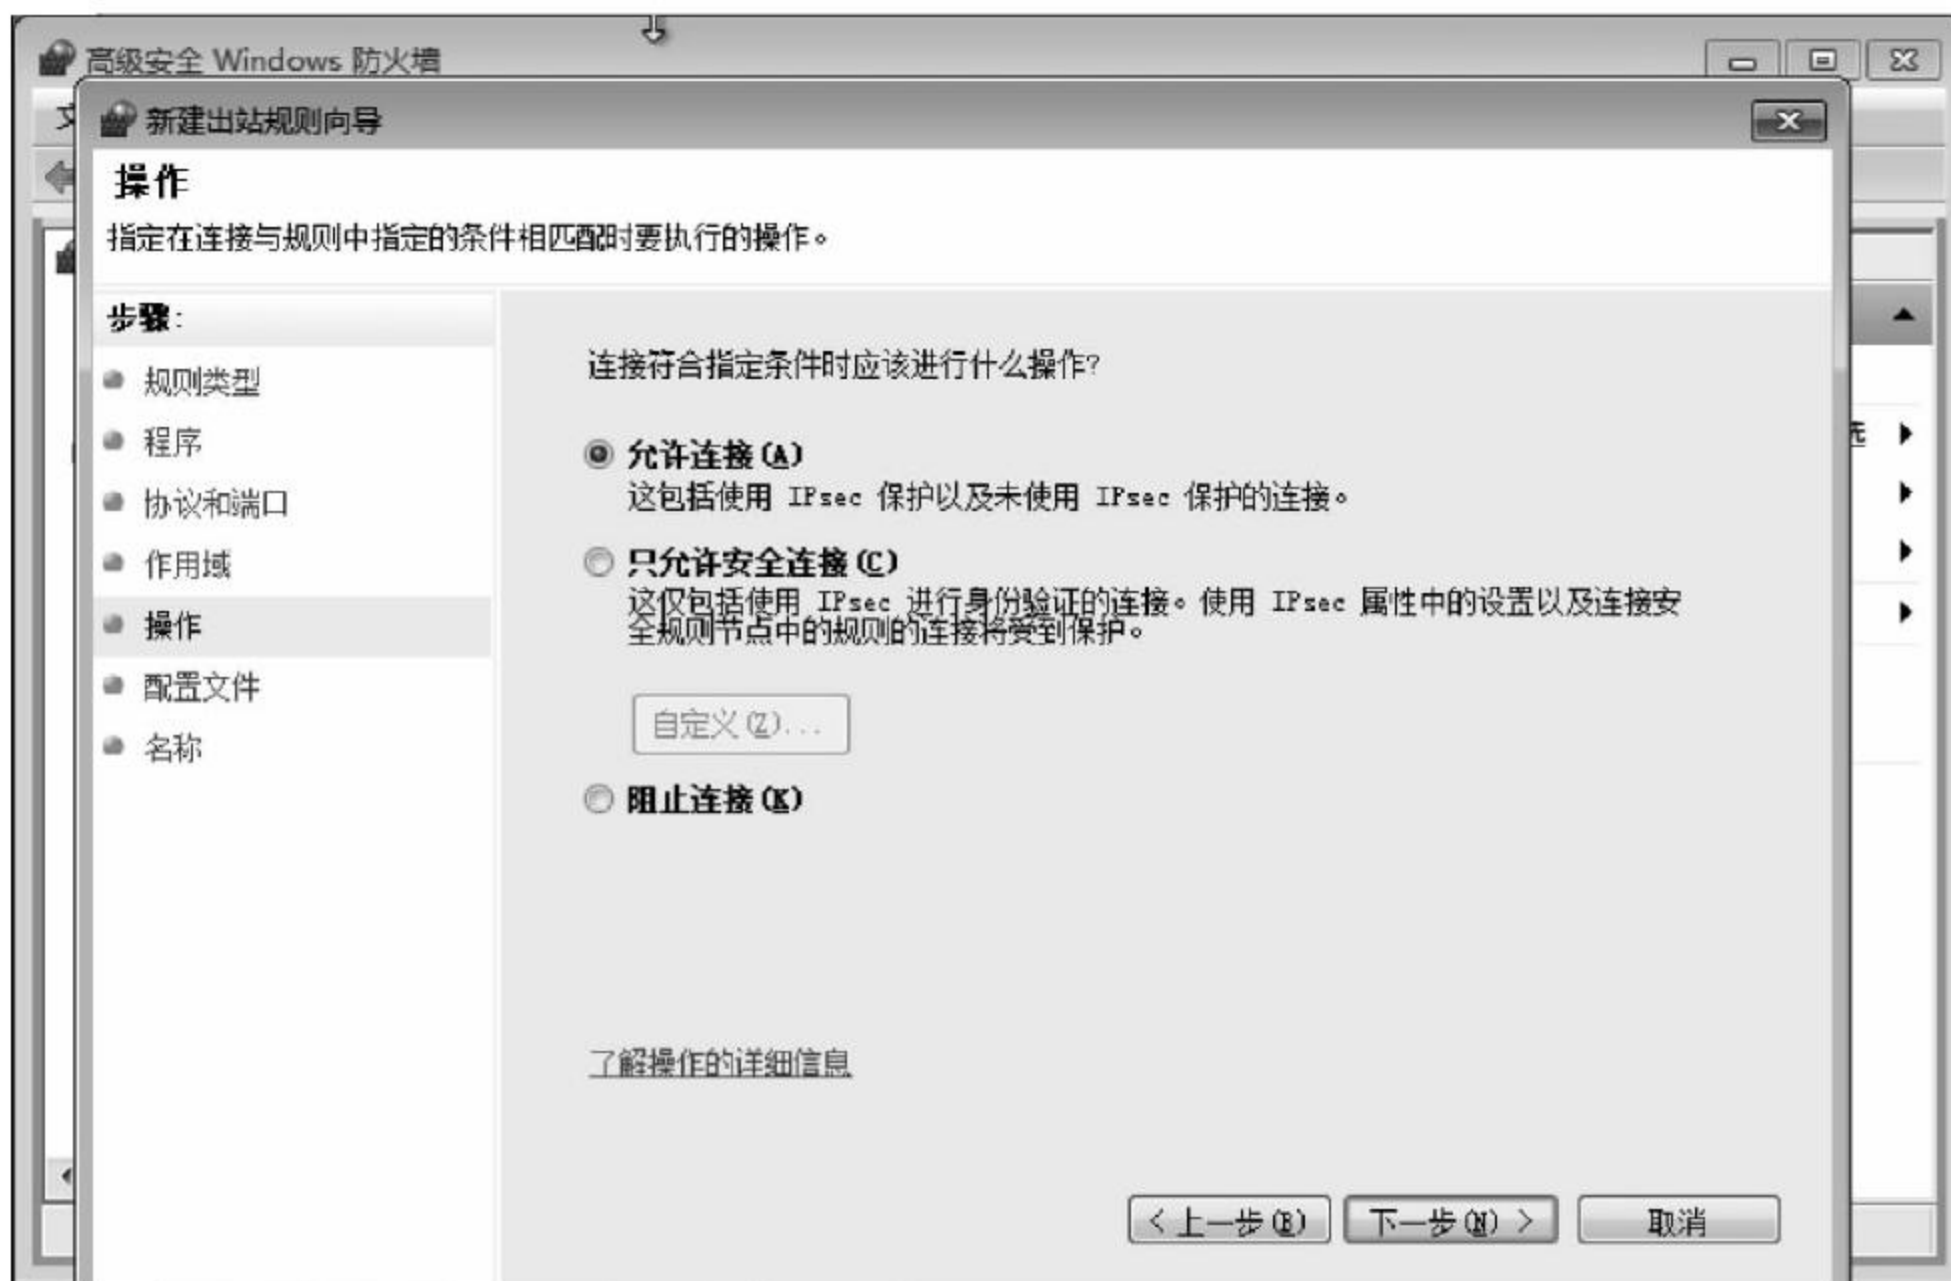 高级安全 Windows 防火墙
新建出站规则向导
操作
指定在连接与规则中指定的条件相匹配时要执行的操作。
步骤:
规则类型
程序
协议和端口
作用域
操作
配置文件
名称
连接符合指定条件时应该进行什么操作?
允许连接(A)
这包括使用 IPsec 保护以及未使用 IPsec 保护的连接。
只允许安全连接(C)
这仅包括使用 IPsec 进行身份验证的连接。使用 IPsec 属性中的设置以及连接安
全规则节点中的规则的连接将受到保护。
自定义(Z)...
阻止连接(K)
了解操作的详细信息
<上一步(B)
下一步(N) >
取消